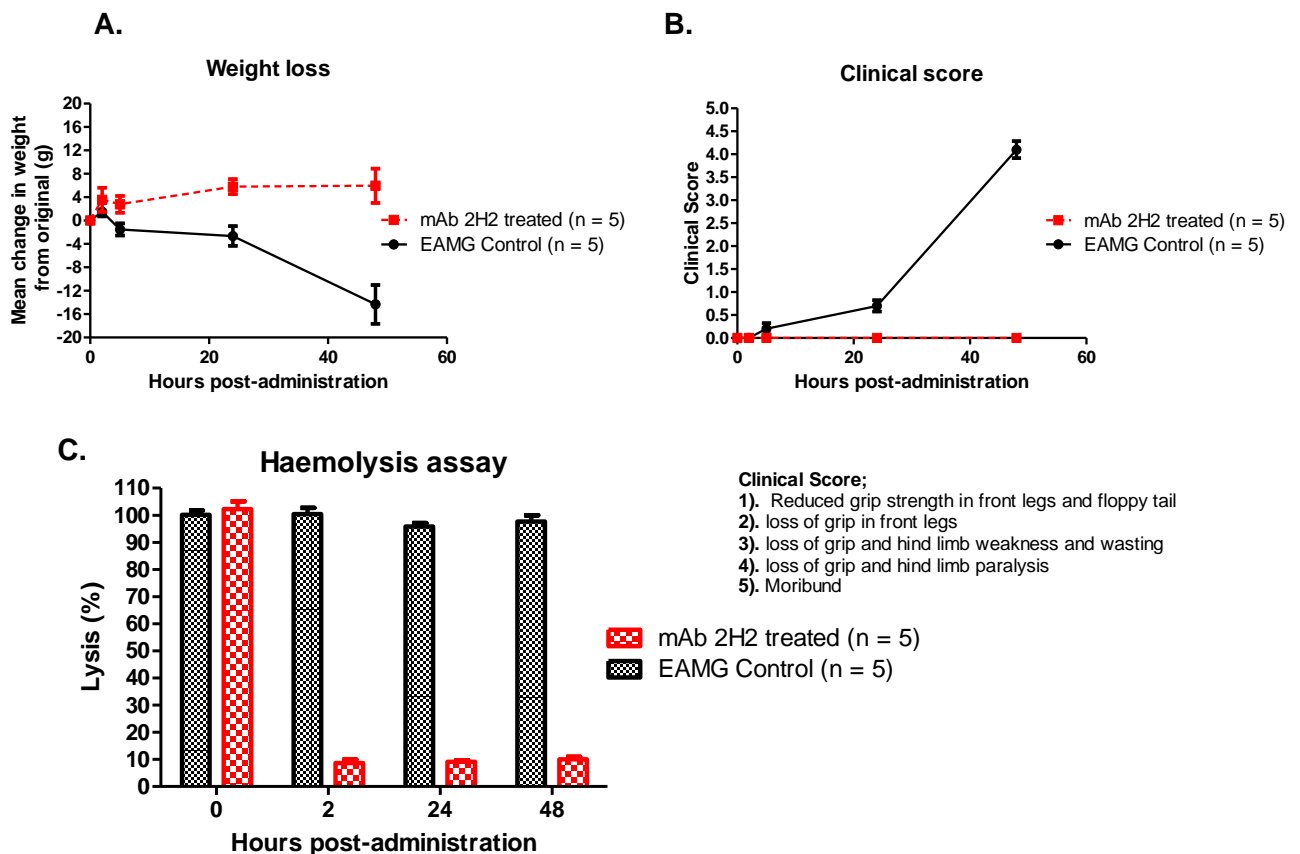 A.
Weight loss
Mean change in weight
from original (g)
20
16
12
8
4
0
-4
-8
-12
-16
-20
0
20
40
60
Hours post-administration
mAb 2H2 treated (n = 5)
EAMG Control (n = 5)
B.
Clinical score
Clinical Score
5.0
4.5
4.0
3.5
3.0
2.5
2.0
1.5
1.0
0.5
0.0
0
20
40
60
Hours post-administration
mAb 2H2 treated (n = 5)
EAMG Control (n = 5)
C.
Haemolysis assay
Lysis (%)
110
100
90
80
70
60
50
40
30
20
10
0
0
2
24
48
Hours post-administration
Clinical Score;
1). Reduced grip strength in front legs and floppy tail
2). loss of grip in front legs
3). loss of grip and hind limb weakness and wasting
4). loss of grip and hind limb paralysis
5). Moribund
mAb 2H2 treated (n = 5)
EAMG Control (n = 5)